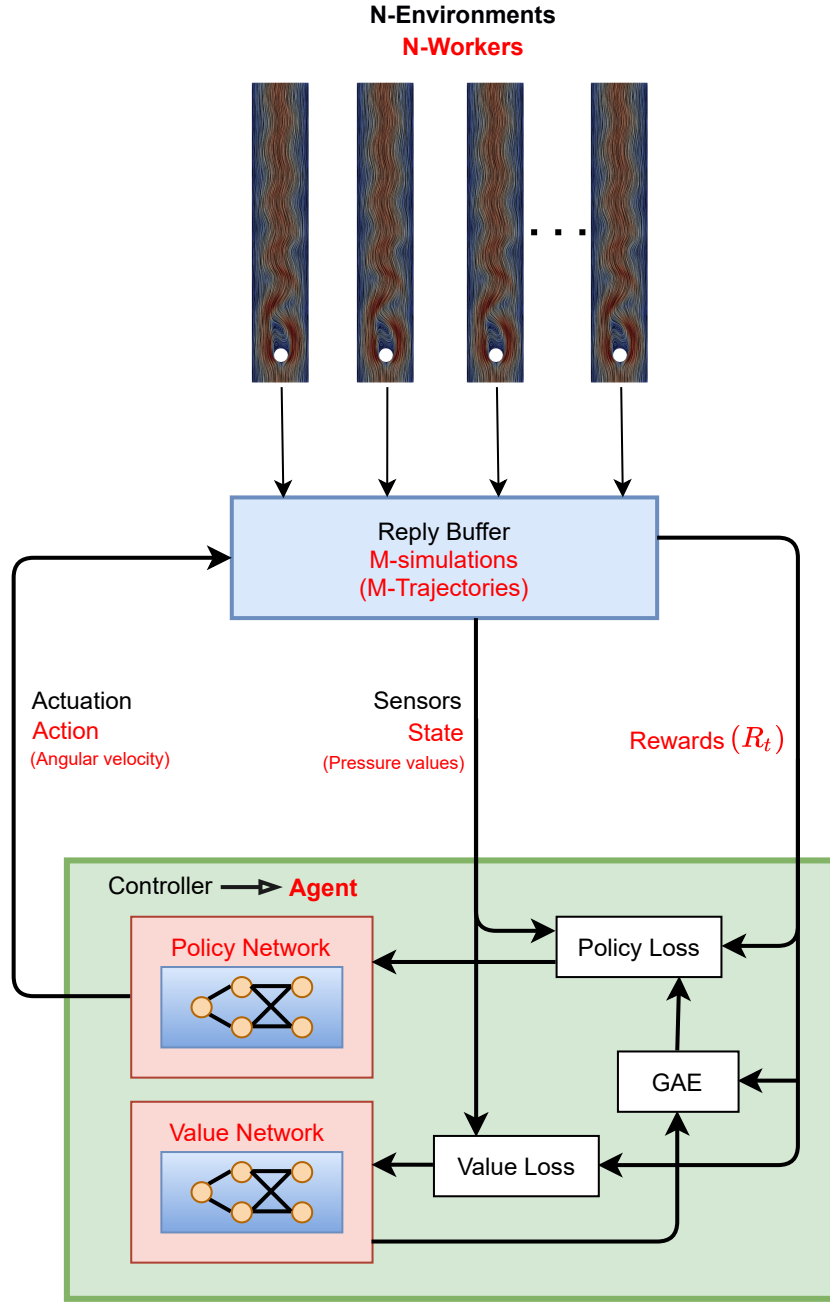 N-Environments
N-Workers
Reply Buffer
M-simulations
(M-Trajectories)
Actuation
Action
(Angular velocity)
Sensors
State
(Pressure values)
Rewards (R_t)
Controller
Agent
Policy Network
Policy Loss
GAE
Value Network
Value Loss